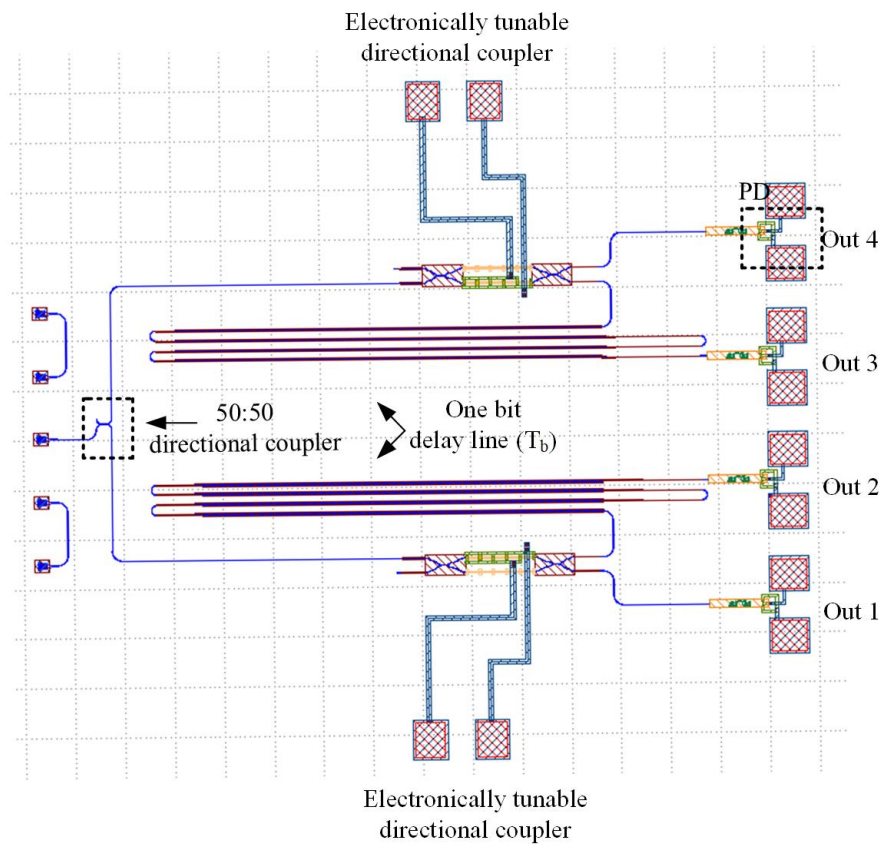 Electronically tunable
directional coupler
PD
Out 4
Out 3
50:50
directional coupler
One bit
delay line (T_b)
Out 2
Out 1
Electronically tunable
directional coupler